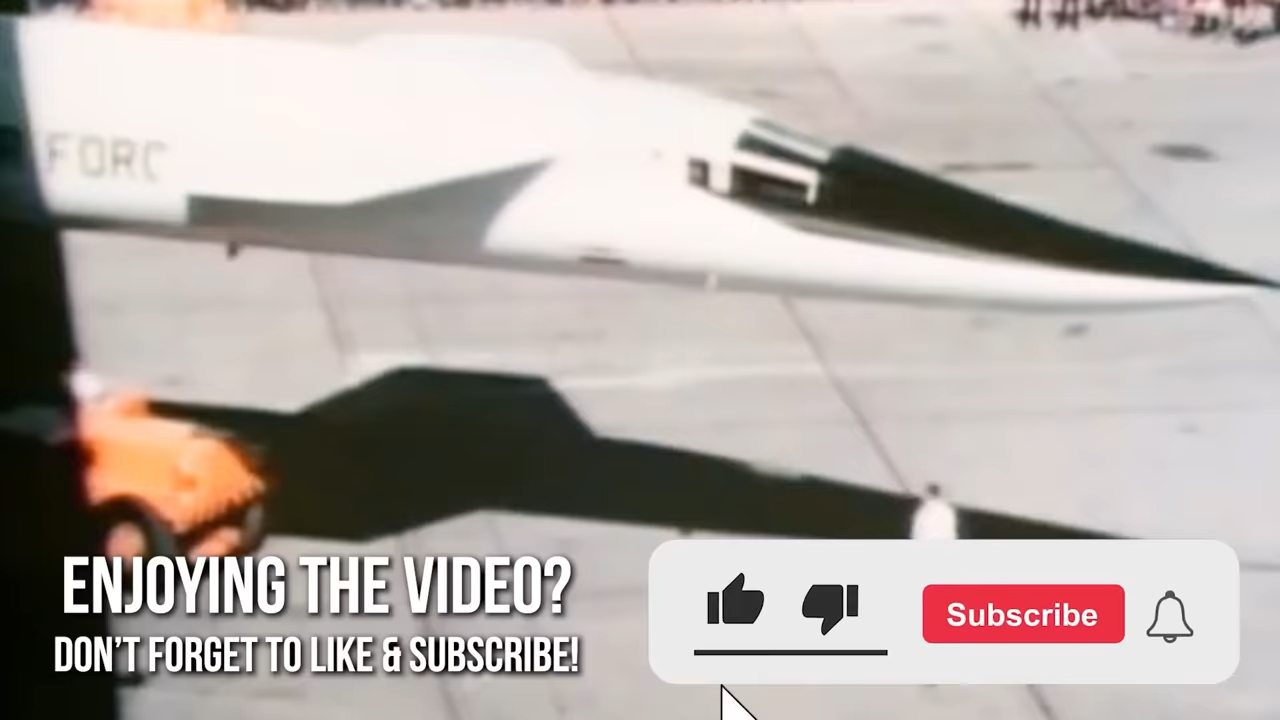 FORC
ENJOYING THE VIDEO?
DON'T FORGET TO LIKE & SUBSCRIBE!
Subscribe